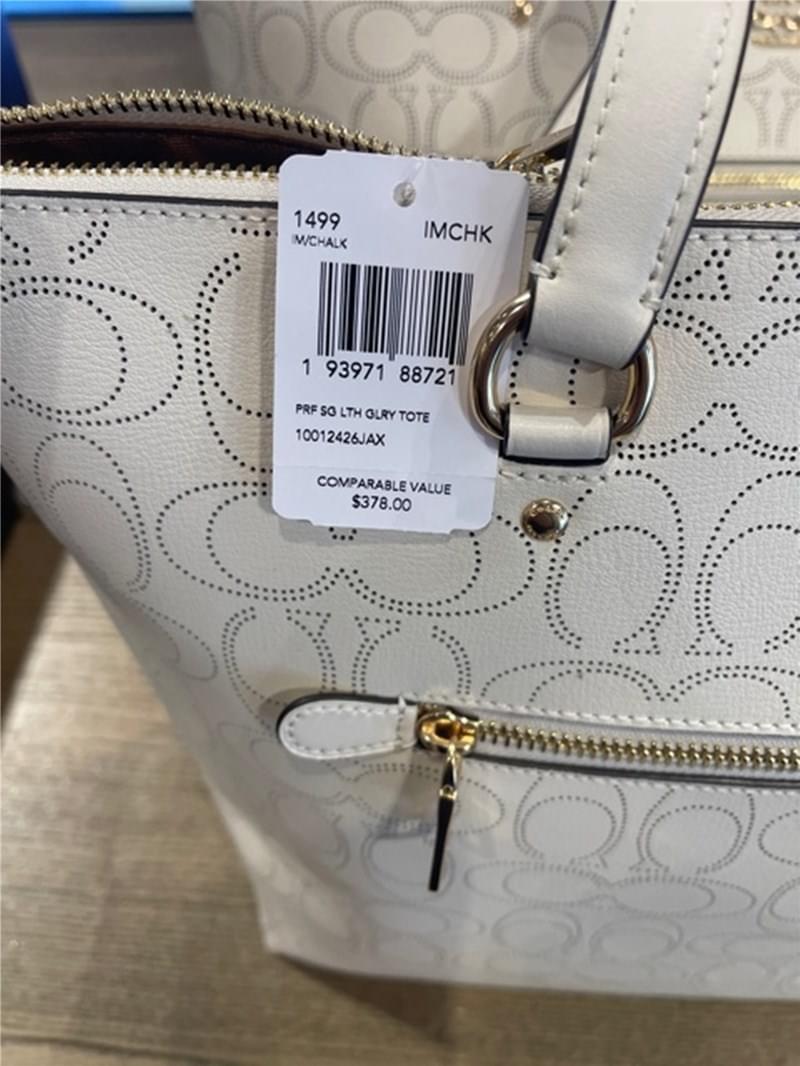 1499
IMCHK
IM/CHALK
1 93971 88721
PRF SG LTH GLRY TOTE
10012426JAX
COMPARABLE VALUE
$378.00